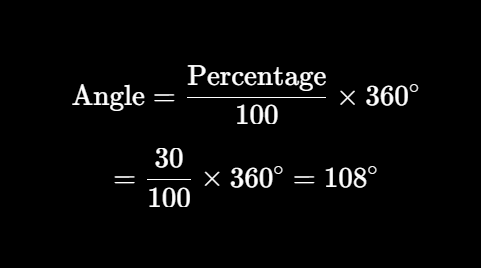 Angle = Percentage/100 × 360°
= 30/100 × 360° = 108°